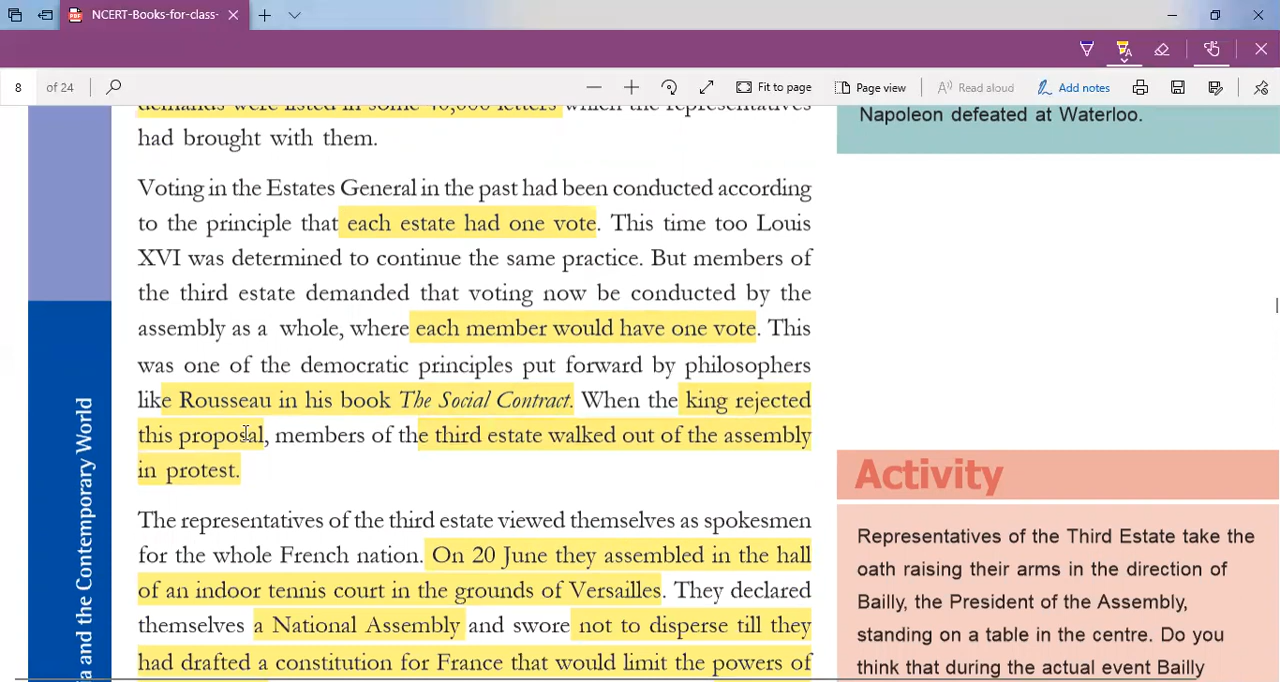 NCERT-Books-for-class-
8 of 24
Fit to page
Page view
Read aloud
Add notes
demands were listed in some 40,000 letters which the representatives
had brought with them.
Voting in the Estates General in the past had been conducted according
to the principle that each estate had one vote. This time too Louis
XVI was determined to continue the same practice. But members of
the third estate demanded that voting now be conducted by the
assembly as a whole, where each member would have one vote. This
was one of the democratic principles put forward by philosophers
like Rousseau in his book The Social Contract. When the king rejected
this proposal, members of the third estate walked out of the assembly
in protest.
The representatives of the third estate viewed themselves as spokesmen
for the whole French nation. On 20 June they assembled in the hall
of an indoor tennis court in the grounds of Versailles. They declared
themselves a National Assembly and swore not to disperse till they
had drafted a constitution for France that would limit the powers of
Napoleon defeated at Waterloo.
Activity
Representatives of the Third Estate take the
oath raising their arms in the direction of
Bailly, the President of the Assembly,
standing on a table in the centre. Do you
think that during the actual event Bailly
a and the Contemporary World